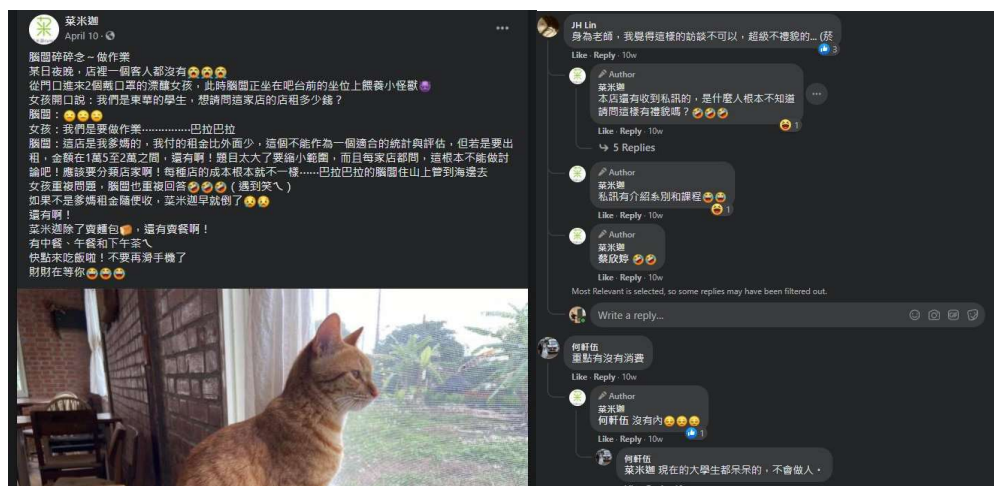 菜米迦
April 10
腦闆碎碎念～做作業
某日夜晚，店裡一個客人都沒有😭😭😭
從門口進來2個戴口罩的漂釀女孩，此時腦闆正坐在吧台前的坐位上餵養小怪獸
女孩開口說：我們是東華的學生，想請問這家店的店租多少錢？
腦闆：
女孩：我們是要做作業……………巴拉巴拉
腦闆：這店是我爹媽的，我付的租金比外面少，這個不能作為一個適合的統計與評估，但若是要出
租，金額在1萬5至2萬之間，還有啊！題目太大了要縮小範圍，而且每家店都問，這根本不能做討
論吧！應該要分類店家啊！每種店的成本根本就不一樣……巴拉巴拉的腦闆住山上管到海邊去
女孩重複問題，腦闆也重複回答🤣🤣🤣（遇到笑ㄟ）
如果不是爹媽租金隨便收，菜米迦早就倒了
還有啊！
菜米迦除了賣麵包🍞，還有賣餐啊！
有中餐、午餐和下午茶ㄟ
快點來吃飯啦！不要再滑手機了
財財在等你😂😂😂
JH Lin
身為老師，我覺得這樣的訪談不可以，超級不禮貌的... (菸
3
Like · Reply · 10w
Author
菜米迦
本店還有收到私訊的，是什麼人根本不知道
請問這樣有禮貌嗎？🤣🤣🤣
1
Like · Reply · 10w
5 Replies
Author
菜米迦
私訊有介紹系別和課程😂😂
1
Like · Reply · 10w
Author
菜米迦
蔡欣婷 🤣🤣
Like · Reply · 10w
Most Relevant is selected, so some replies may have been filtered out.
Write a reply...
何軒伍
重點有沒有消費
Like · Reply · 10w
Author
菜米迦
何軒伍 沒有內
1
Like · Reply · 10w
何軒伍
菜米迦 現在的大學生都呆呆的，不會做人。